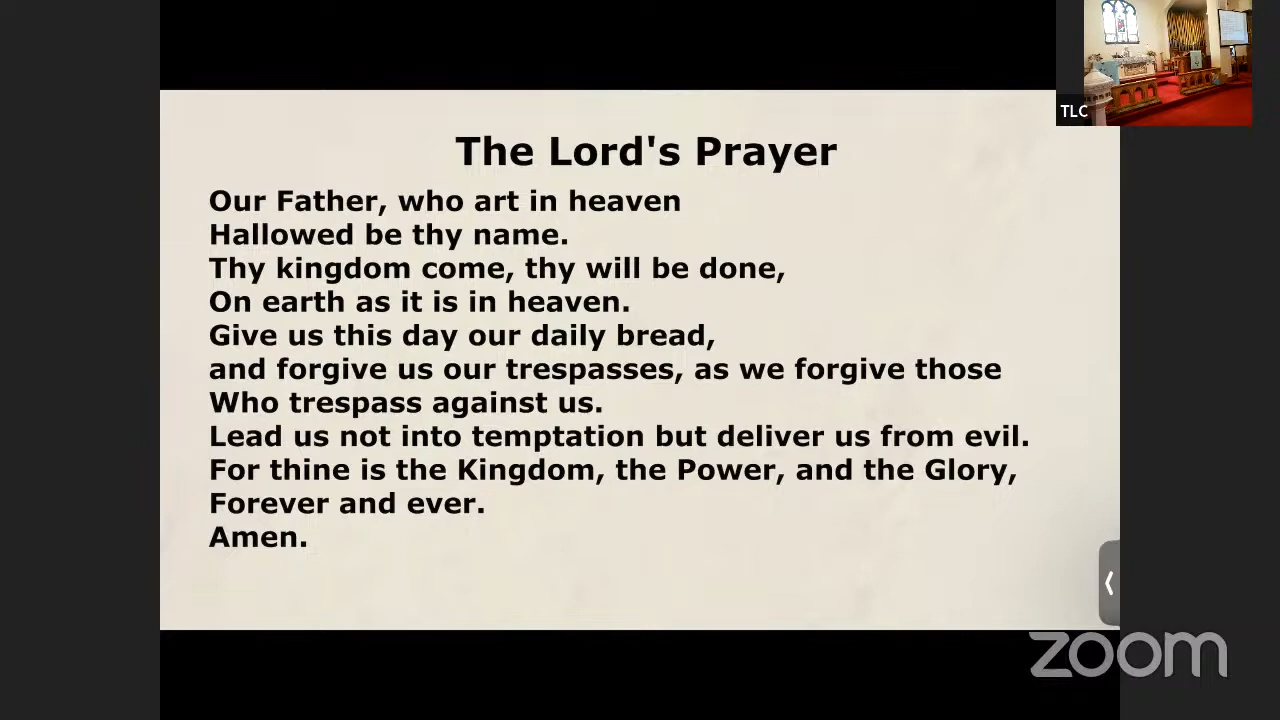 TLC
The Lord's Prayer
Our Father, who art in heaven
Hallowed be thy name.
Thy kingdom come, thy will be done,
On earth as it is in heaven.
Give us this day our daily bread,
and forgive us our trespasses, as we forgive those
Who trespass against us.
Lead us not into temptation but deliver us from evil.
For thine is the Kingdom, the Power, and the Glory,
Forever and ever.
Amen.
zoom